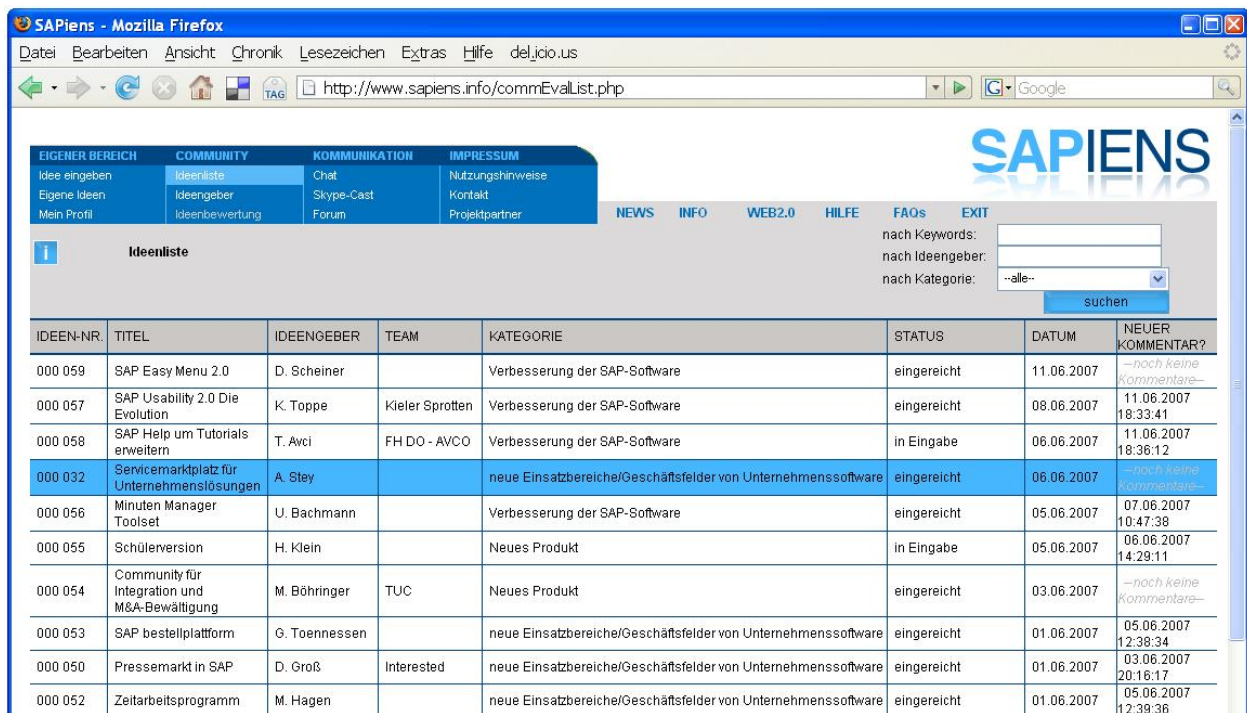 SAPiens - Mozilla Firefox
Datei Bearbeiten Ansicht Chronik Lesezeichen Extras Hilfe del.icio.us
TAG http://www.sapiens.info/commEvalList.php G Google
SAPIENS
EIGENER BEREICH COMMUNITY KOMMUNIKATION IMPRESSUM
Idee eingeben Ideenliste Chat Nutzungshinweise
Eigene Ideen Ideengeber Skype-Cast Kontakt
Mein Profil Ideenbewertung Forum Projektpartner
NEWS INFO WEB2.0 HILFE FAQs EXIT
i Ideenliste
nach Keywords:
nach Ideengeber:
nach Kategorie: --alle--
suchen
IDEEN-NR. TITEL IDEENGEBER TEAM KATEGORIE STATUS DATUM NEUER KOMMENTAR?
000 059 SAP Easy Menu 2.0 D. Scheiner Verbesserung der SAP-Software eingereicht 11.06.2007 --noch keine Kommentare--
000 057 SAP Usability 2.0 Die Evolution K. Toppe Kieler Sprotten Verbesserung der SAP-Software eingereicht 08.06.2007 11.06.2007 18:33:41
000 058 SAP Help um Tutorials erweitern T. Avci FH DO - AVCO Verbesserung der SAP-Software in Eingabe 06.06.2007 11.06.2007 18:36:12
000 032 Servicemarktplatz für Unternehmenslösungen A. Stey neue Einsatzbereiche/Geschäftsfelder von Unternehmenssoftware eingereicht 06.06.2007 --noch keine Kommentare--
000 056 Minuten Manager Toolset U. Bachmann Verbesserung der SAP-Software eingereicht 05.06.2007 07.06.2007 10:47:38
000 055 Schülerversion H. Klein Neues Produkt in Eingabe 05.06.2007 06.06.2007 14:29:11
000 054 Community für Integration und M&A-Bewältigung M. Böhringer TUC Neues Produkt eingereicht 03.06.2007 --noch keine Kommentare--
000 053 SAP bestellplattform G. Toennessen neue Einsatzbereiche/Geschäftsfelder von Unternehmenssoftware eingereicht 01.06.2007 05.06.2007 12:38:34
000 050 Pressemarkt in SAP D. Groß Interested neue Einsatzbereiche/Geschäftsfelder von Unternehmenssoftware eingereicht 01.06.2007 03.06.2007 20:16:17
000 052 Zeitarbeitsprogramm M. Hagen neue Einsatzbereiche/Geschäftsfelder von Unternehmenssoftware eingereicht 01.06.2007 05.06.2007 12:39:36